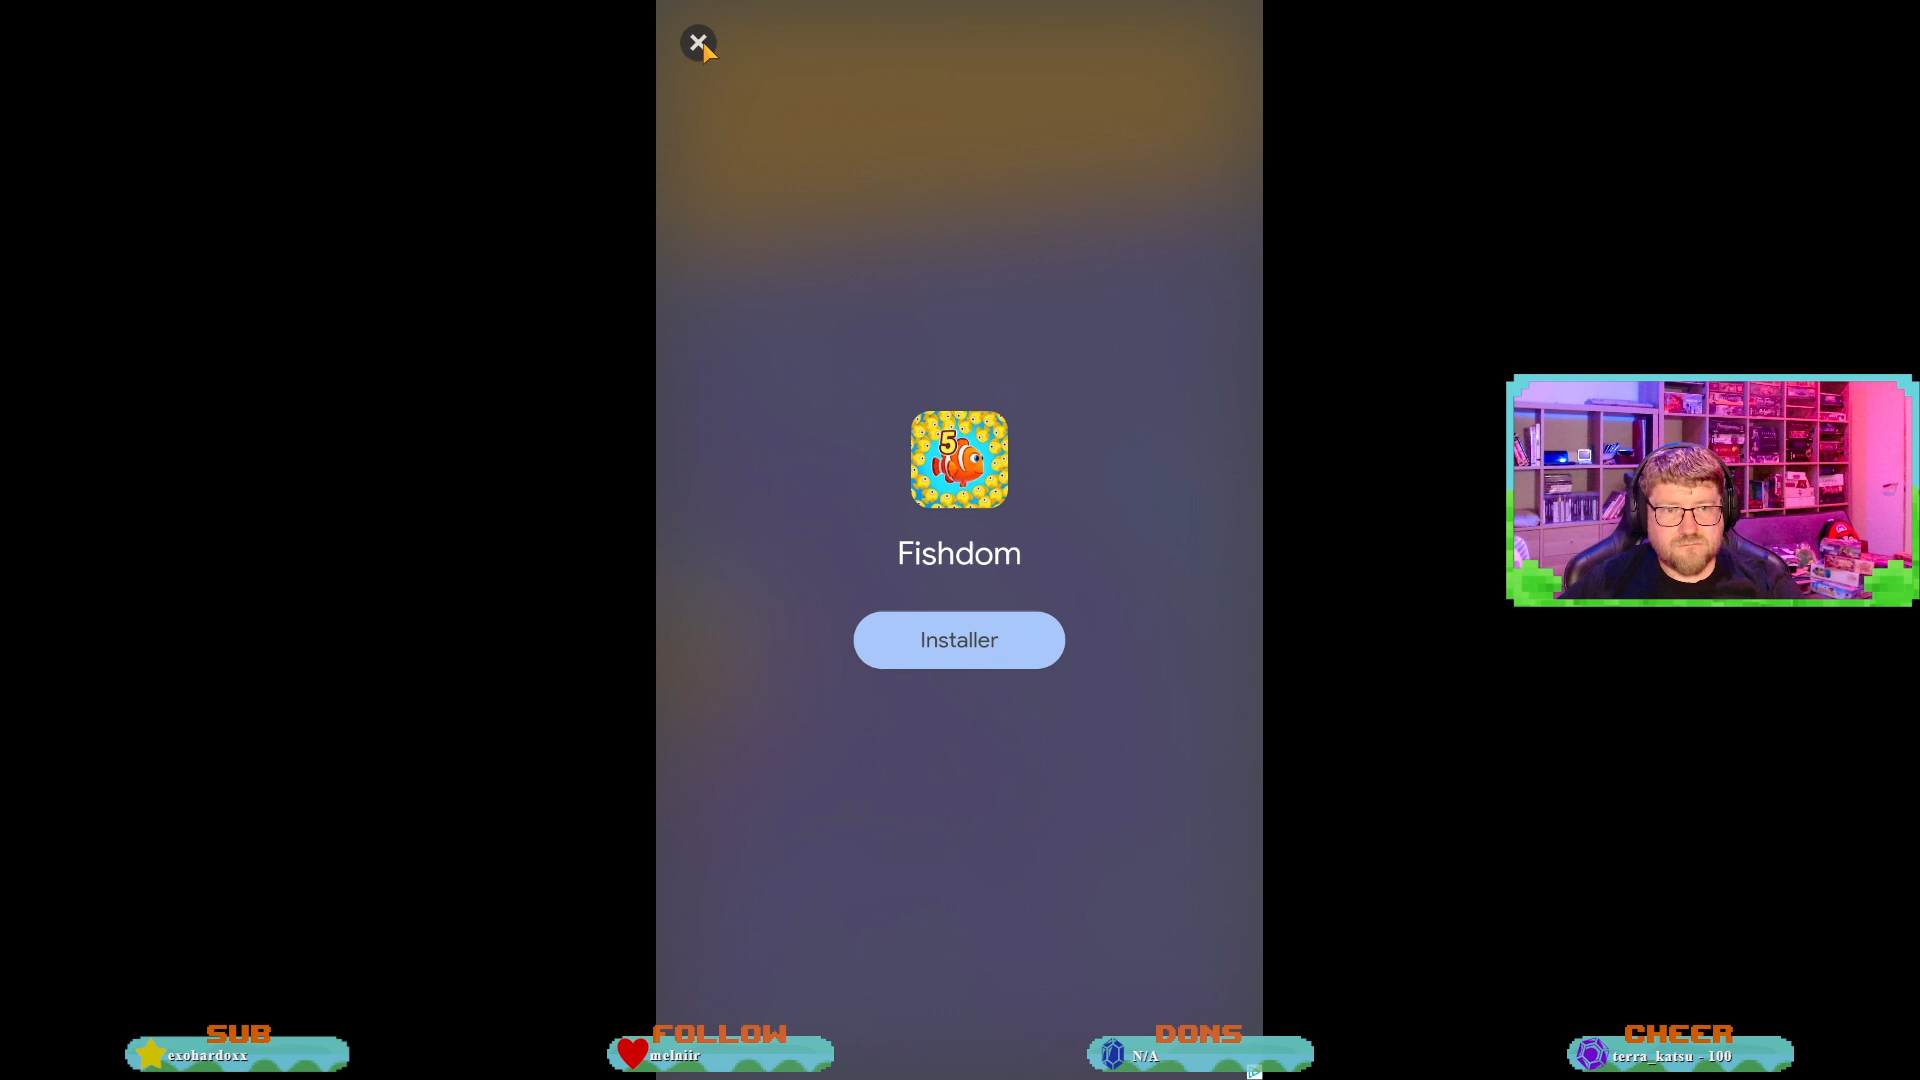 5
Fishdom
Installer
SUB
exohardoxx
FOLLOW
melniir
DONS
N/A
CHEER
terra_katsu - 100